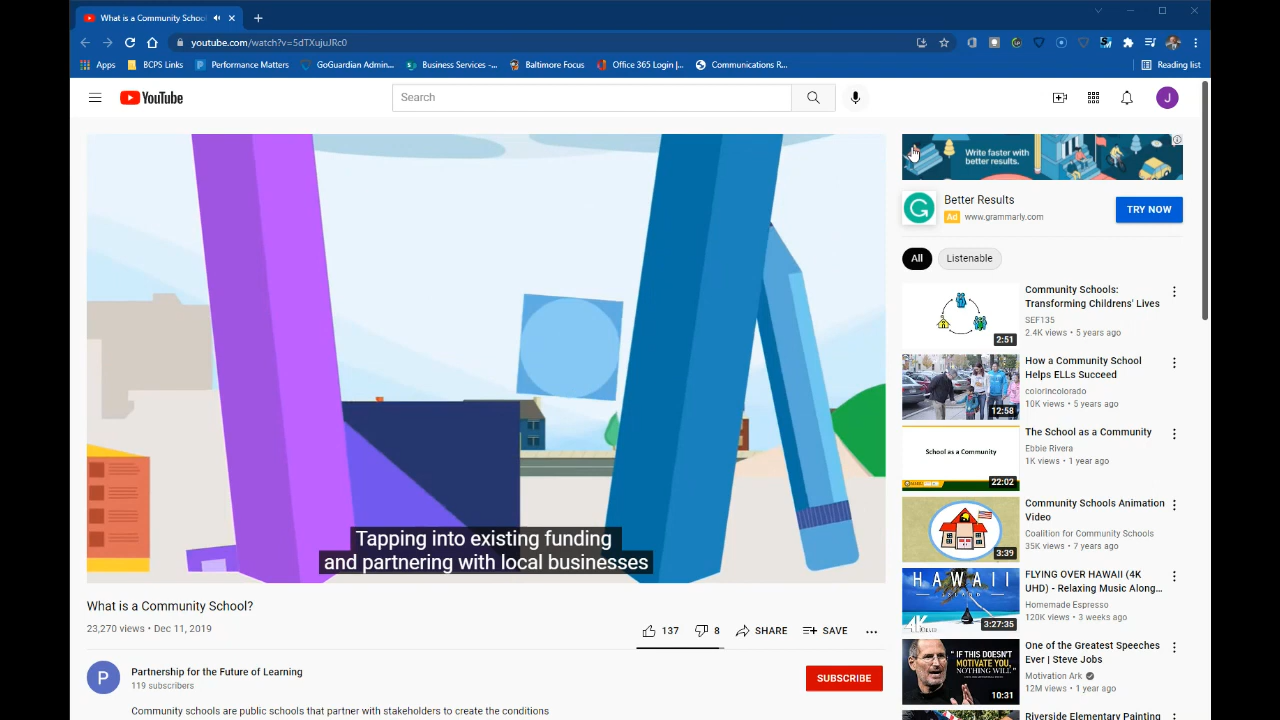 What is a Community School
youtube.com/watch?v=5dTXujuJRc0
Apps
BCPS Links
Performance Matters
GoGuardian Admin...
Business Services -...
Baltimore Focus
Office 365 Login |...
Communications R...
Reading list
YouTube
Search
J
Write faster with
better results.
Better Results
Ad www.grammarly.com
TRY NOW
All
Listenable
Community Schools:
Transforming Childrens' Lives
SEF135
2.4K views • 5 years ago
2:51
How a Community School
Helps ELLs Succeed
colorincolorado
10K views • 5 years ago
12:58
The School as a Community
Ebbie Rivera
1K views • 1 year ago
School as a Community
22:02
Community Schools Animation
Video
Coalition for Community Schools
35K views • 7 years ago
3:39
FLYING OVER HAWAII (4K
UHD) - Relaxing Music Along...
Homemade Espresso
120K views • 3 weeks ago
HAWAII
4K
3:27:35
One of the Greatest Speeches
Ever | Steve Jobs
Motivation Ark
12M views • 1 year ago
" IF THIS DOESN'T
MOTIVATE YOU,
NOTHING WILL"
10:31
Riverside Elementary Painting
Tapping into existing funding
and partnering with local businesses
What is a Community School?
23,270 views • Dec 11, 2019
137
8
SHARE
SAVE
P
Partnership for the Future of Learning
119 subscribers
SUBSCRIBE
Community schools are public schools that partner with stakeholders to create the conditions